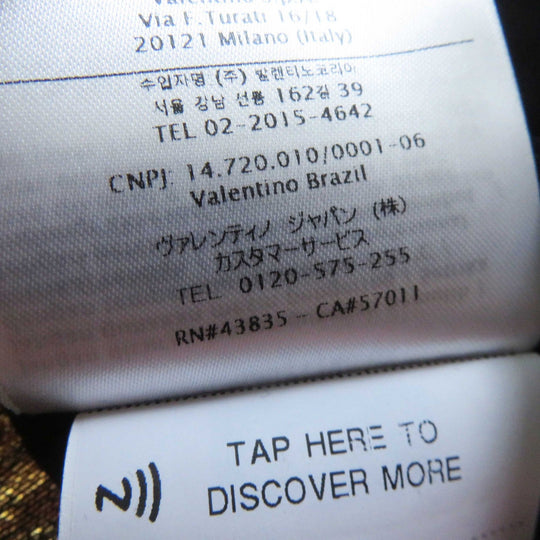 Valentino S.p.A.
Via F.Turati 16/18
20121 Milano (Italy)
수입자명 (주) 발렌티노코리아
서울 강남 선릉 162길 39
TEL 02-2015-4642
CNPJ: 14.720.010/0001-06
Valentino Brazil
ヴァレンティノ ジャパン (株)
カスタマーサービス
TEL 0120-575-255
RN#43835 - CA#57011
TAP HERE TO
DISCOVER MORE